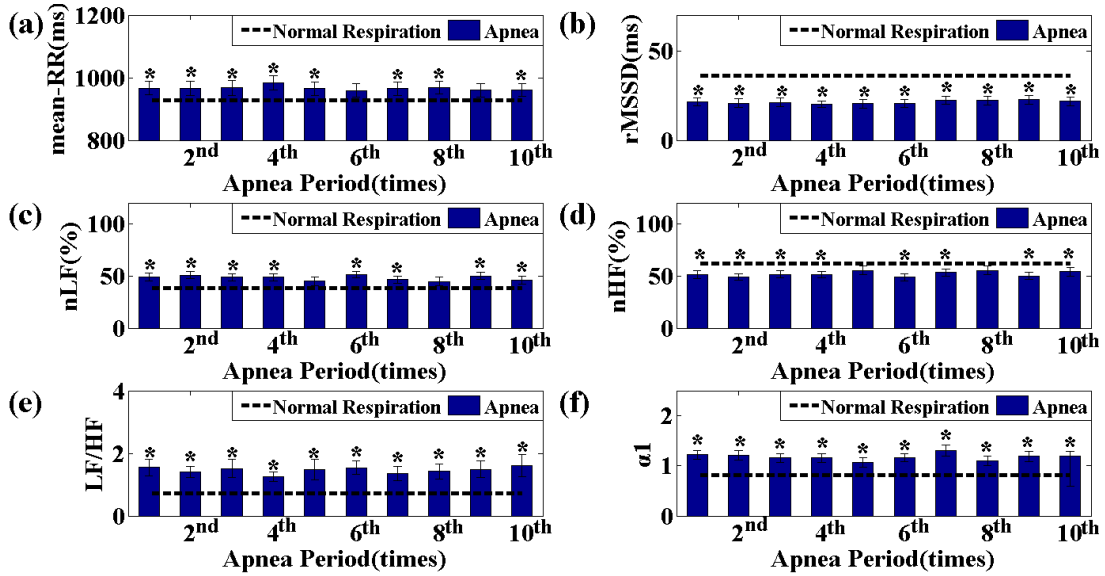 (a)
mean-RR(ms)
1200
1000
800
Normal Respiration
Apnea
* * * * * * * *
2nd 4th 6th 8th 10th
Apnea Period(times)
(b)
rMSSD(ms)
50
0
Normal Respiration
Apnea
* * * * * * * * * *
2nd 4th 6th 8th 10th
Apnea Period(times)
(c)
nLF(%)
100
50
0
Normal Respiration
Apnea
* * * * * * * *
2nd 4th 6th 8th 10th
Apnea Period(times)
(d)
nHF(%)
100
50
0
Normal Respiration
Apnea
* * * * * * * *
2nd 4th 6th 8th 10th
Apnea Period(times)
(e)
LF/HF
4
2
0
Normal Respiration
Apnea
* * * * * * * * * *
2nd 4th 6th 8th 10th
Apnea Period(times)
(f)
α1
2
1
0
Normal Respiration
Apnea
* * * * * * * * * *
2nd 4th 6th 8th 10th
Apnea Period(times)